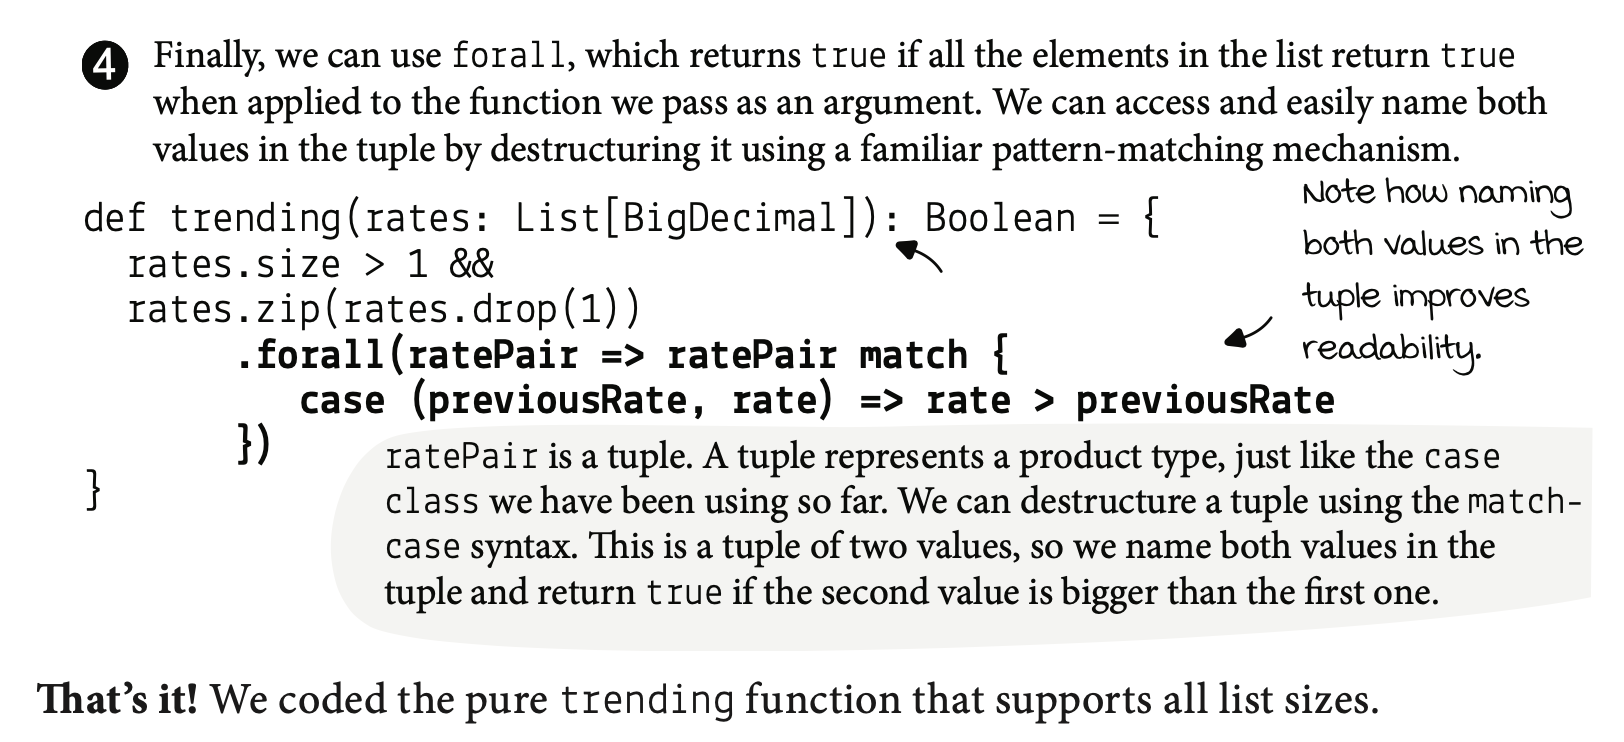 4 Finally, we can use forall, which returns true if all the elements in the list return true
when applied to the function we pass as an argument. We can access and easily name both
values in the tuple by destructuring it using a familiar pattern-matching mechanism.
def trending(rates: List[BigDecimal]): Boolean = {
  rates.size > 1 &&
  rates.zip(rates.drop(1))
       .forall(ratePair => ratePair match {
          case (previousRate, rate) => rate > previousRate
       })
}
Note how naming
both values in the
tuple improves
readability.
ratePair is a tuple. A tuple represents a product type, just like the case
class we have been using so far. We can destructure a tuple using the match-
case syntax. This is a tuple of two values, so we name both values in the
tuple and return true if the second value is bigger than the first one.
That's it! We coded the pure trending function that supports all list sizes.